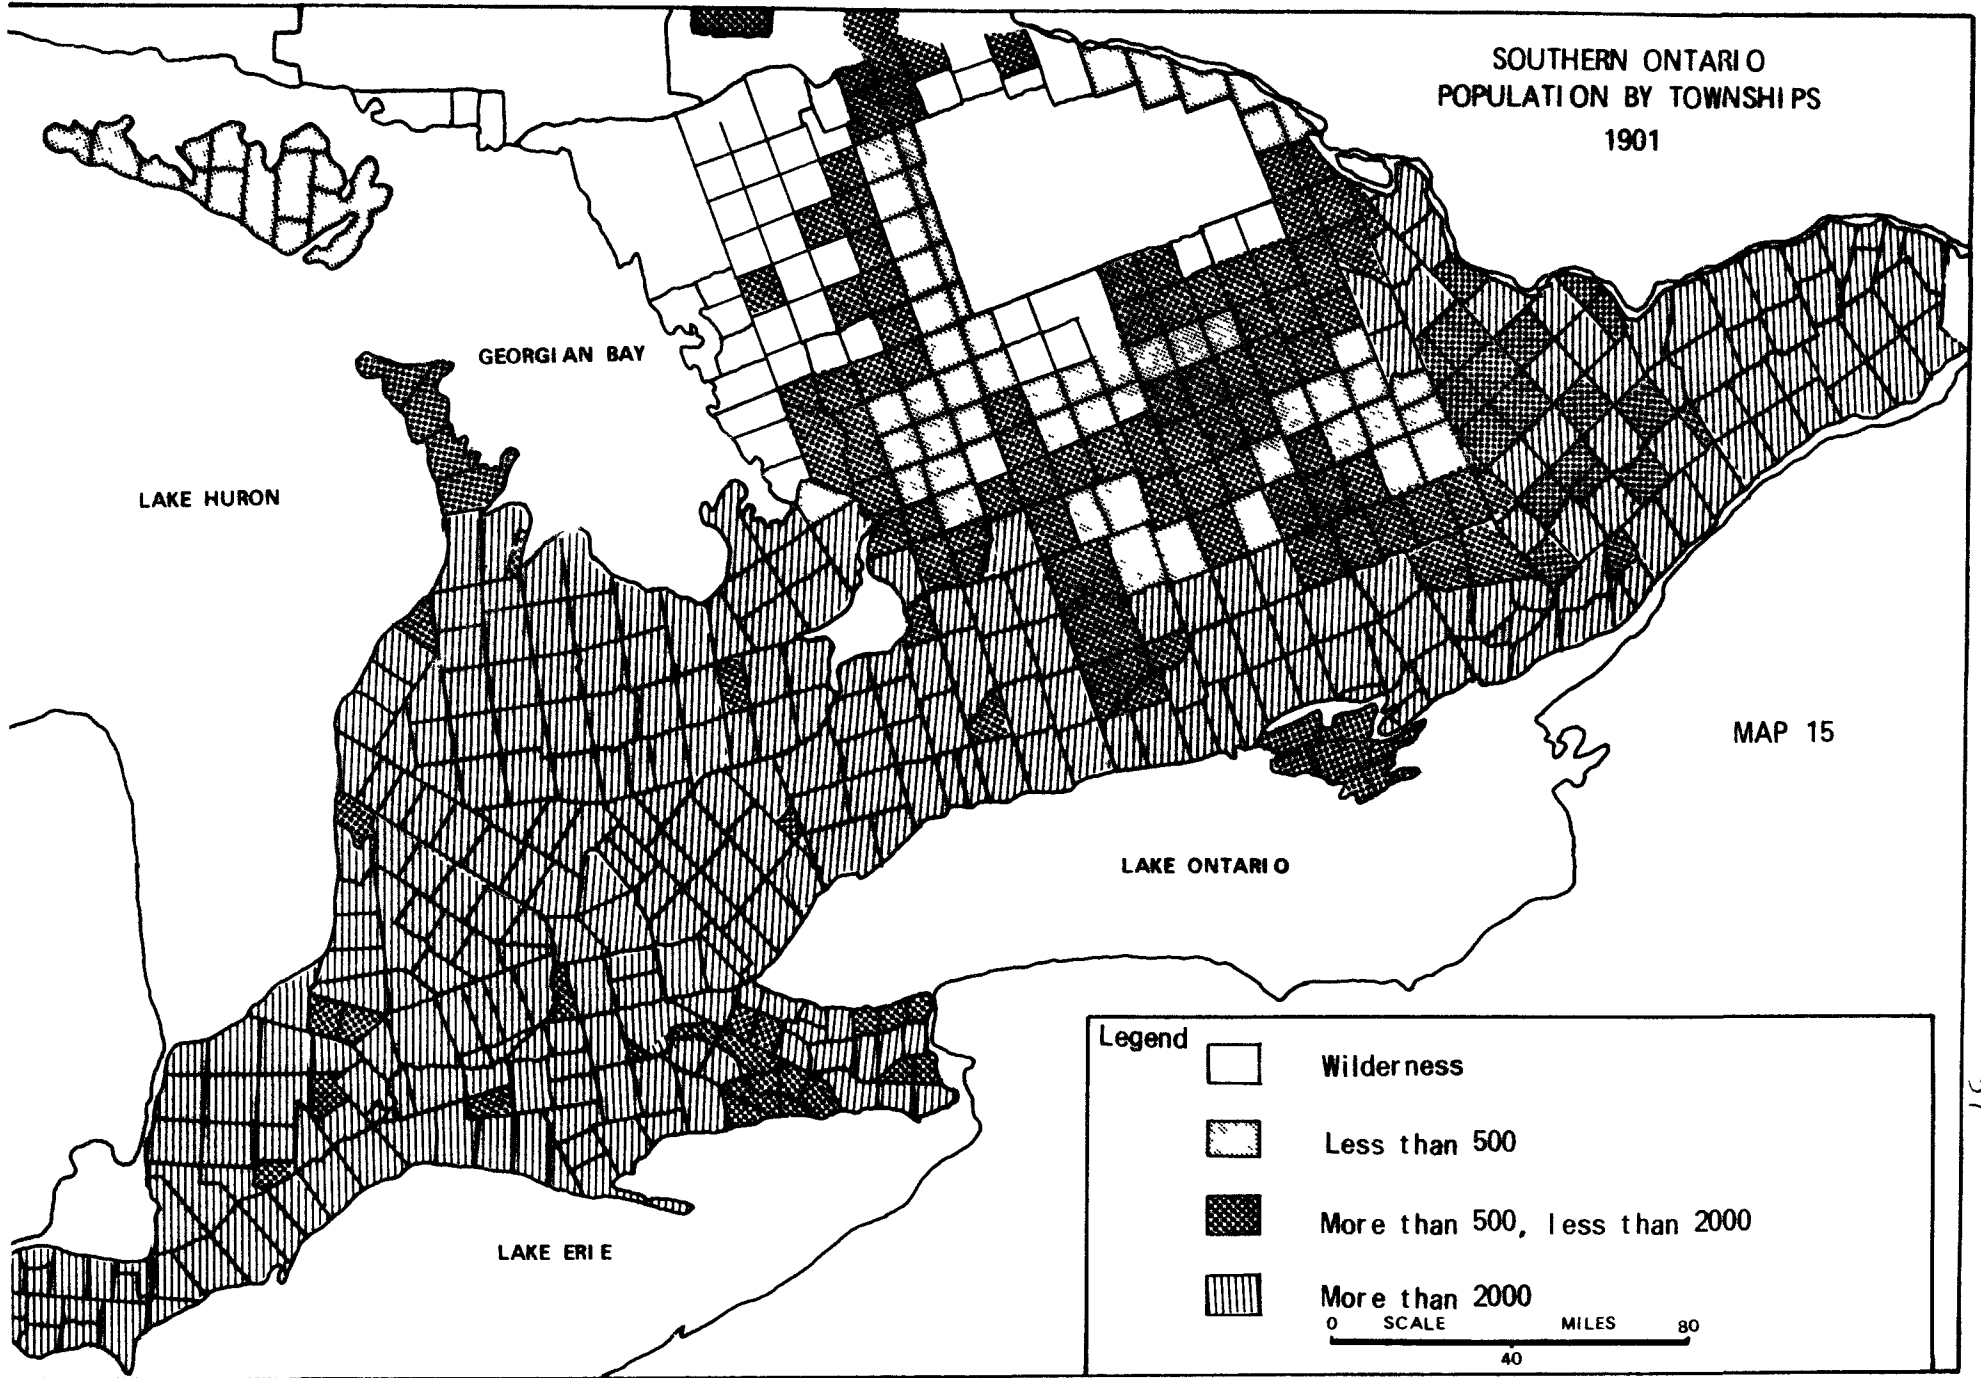 SOUTHERN ONTARIO
POPULATION BY TOWNSHIPS
1901
GEORGIAN BAY
LAKE HURON
MAP 15
LAKE ONTARIO
LAKE ERIE
Legend
Wilderness
Less than 500
More than 500, less than 2000
More than 2000
0 SCALE MILES 80
40